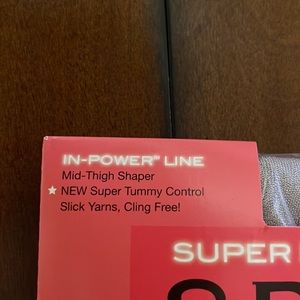 IN-POWER™ LINE
Mid-Thigh Shaper
★ NEW Super Tummy Control
Slick Yarns, Cling Free!
SUPER